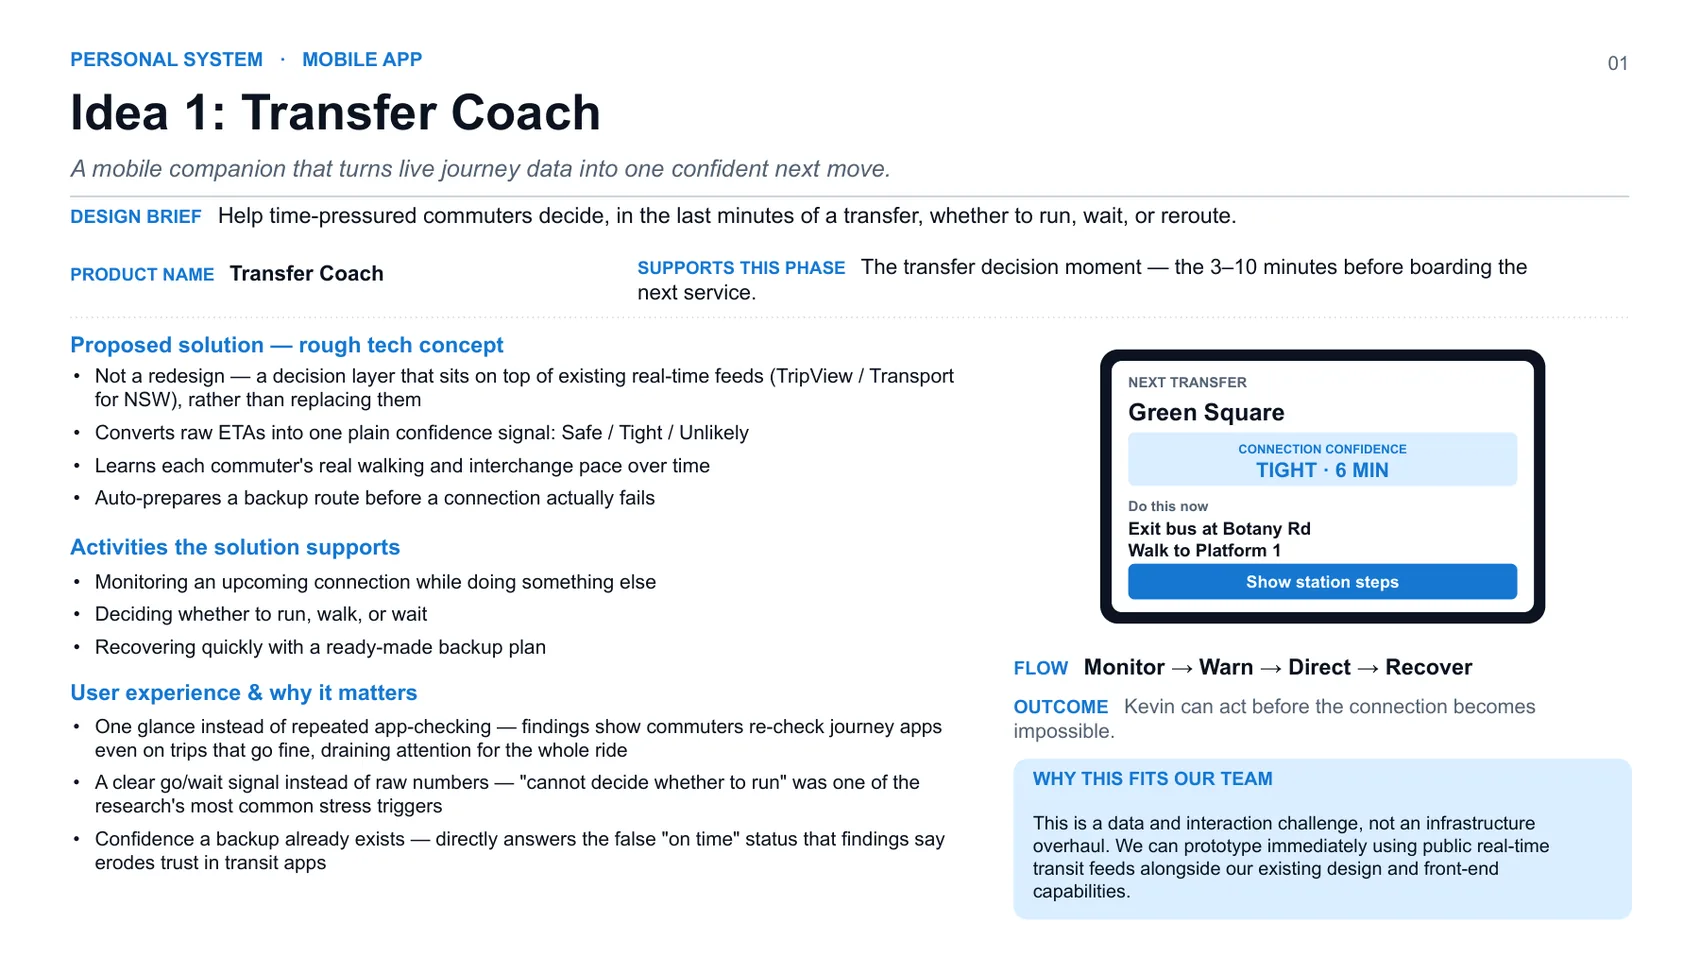 PERSONAL SYSTEM · MOBILE APP
01
Idea 1: Transfer Coach
A mobile companion that turns live journey data into one confident next move.
DESIGN BRIEF Help time-pressured commuters decide, in the last minutes of a transfer, whether to run, wait, or reroute.
PRODUCT NAME Transfer Coach
SUPPORTS THIS PHASE The transfer decision moment — the 3–10 minutes before boarding the
next service.
Proposed solution — rough tech concept
• Not a redesign — a decision layer that sits on top of existing real-time feeds (TripView / Transport
for NSW), rather than replacing them
• Converts raw ETAs into one plain confidence signal: Safe / Tight / Unlikely
• Learns each commuter's real walking and interchange pace over time
• Auto-prepares a backup route before a connection actually fails
Activities the solution supports
• Monitoring an upcoming connection while doing something else
• Deciding whether to run, walk, or wait
• Recovering quickly with a ready-made backup plan
User experience & why it matters
• One glance instead of repeated app-checking — findings show commuters re-check journey apps
even on trips that go fine, draining attention for the whole ride
• A clear go/wait signal instead of raw numbers — "cannot decide whether to run" was one of the
research's most common stress triggers
• Confidence a backup already exists — directly answers the false "on time" status that findings say
erodes trust in transit apps
NEXT TRANSFER
Green Square
CONNECTION CONFIDENCE
TIGHT · 6 MIN
Do this now
Exit bus at Botany Rd
Walk to Platform 1
Show station steps
FLOW Monitor → Warn → Direct → Recover
OUTCOME Kevin can act before the connection becomes
impossible.
WHY THIS FITS OUR TEAM
This is a data and interaction challenge, not an infrastructure
overhaul. We can prototype immediately using public real-time
transit feeds alongside our existing design and front-end
capabilities.